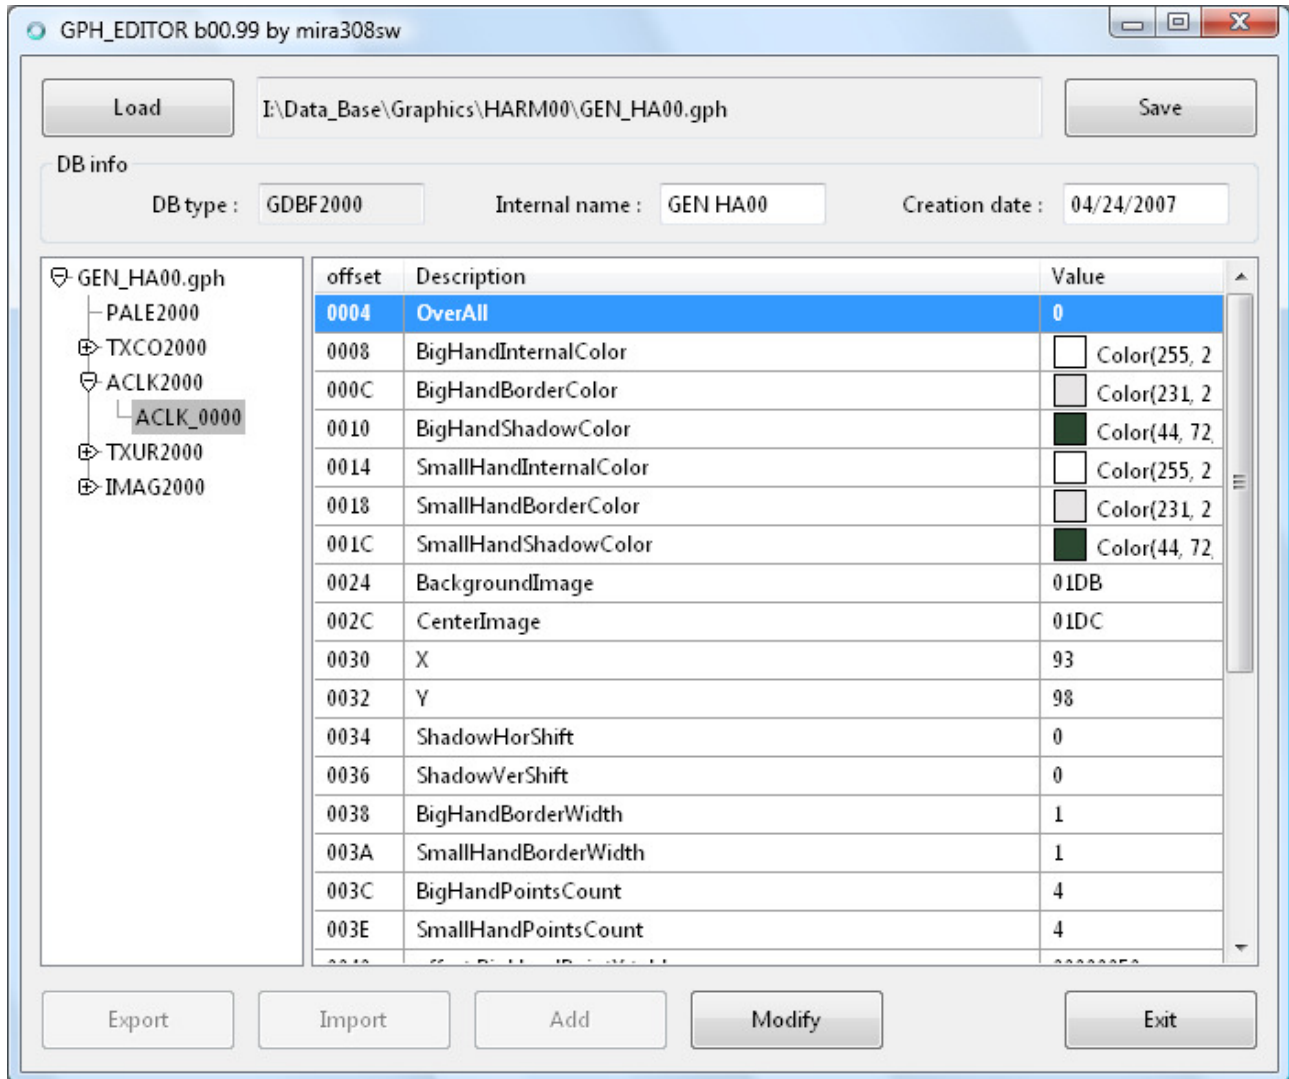 GPH_EDITOR b00.99 by mira308sw
Load I:\Data_Base\Graphics\HARM00\GEN_HA00.gph Save
DB info
DB type : GDBF2000 Internal name : GEN HA00 Creation date : 04/24/2007
GEN_HA00.gph
PALE2000
TXCO2000
ACLK2000
ACLK_0000
TXUR2000
IMAG2000
offset Description Value
0004 OverAll 0
0008 BigHandInternalColor Color(255, 2
000C BigHandBorderColor Color(231, 2
0010 BigHandShadowColor Color(44, 72,
0014 SmallHandInternalColor Color(255, 2
0018 SmallHandBorderColor Color(231, 2
001C SmallHandShadowColor Color(44, 72,
0024 BackgroundImage 01DB
002C CenterImage 01DC
0030 X 93
0032 Y 98
0034 ShadowHorShift 0
0036 ShadowVerShift 0
0038 BigHandBorderWidth 1
003A SmallHandBorderWidth 1
003C BigHandPointsCount 4
003E SmallHandPointsCount 4
Export Import Add Modify Exit